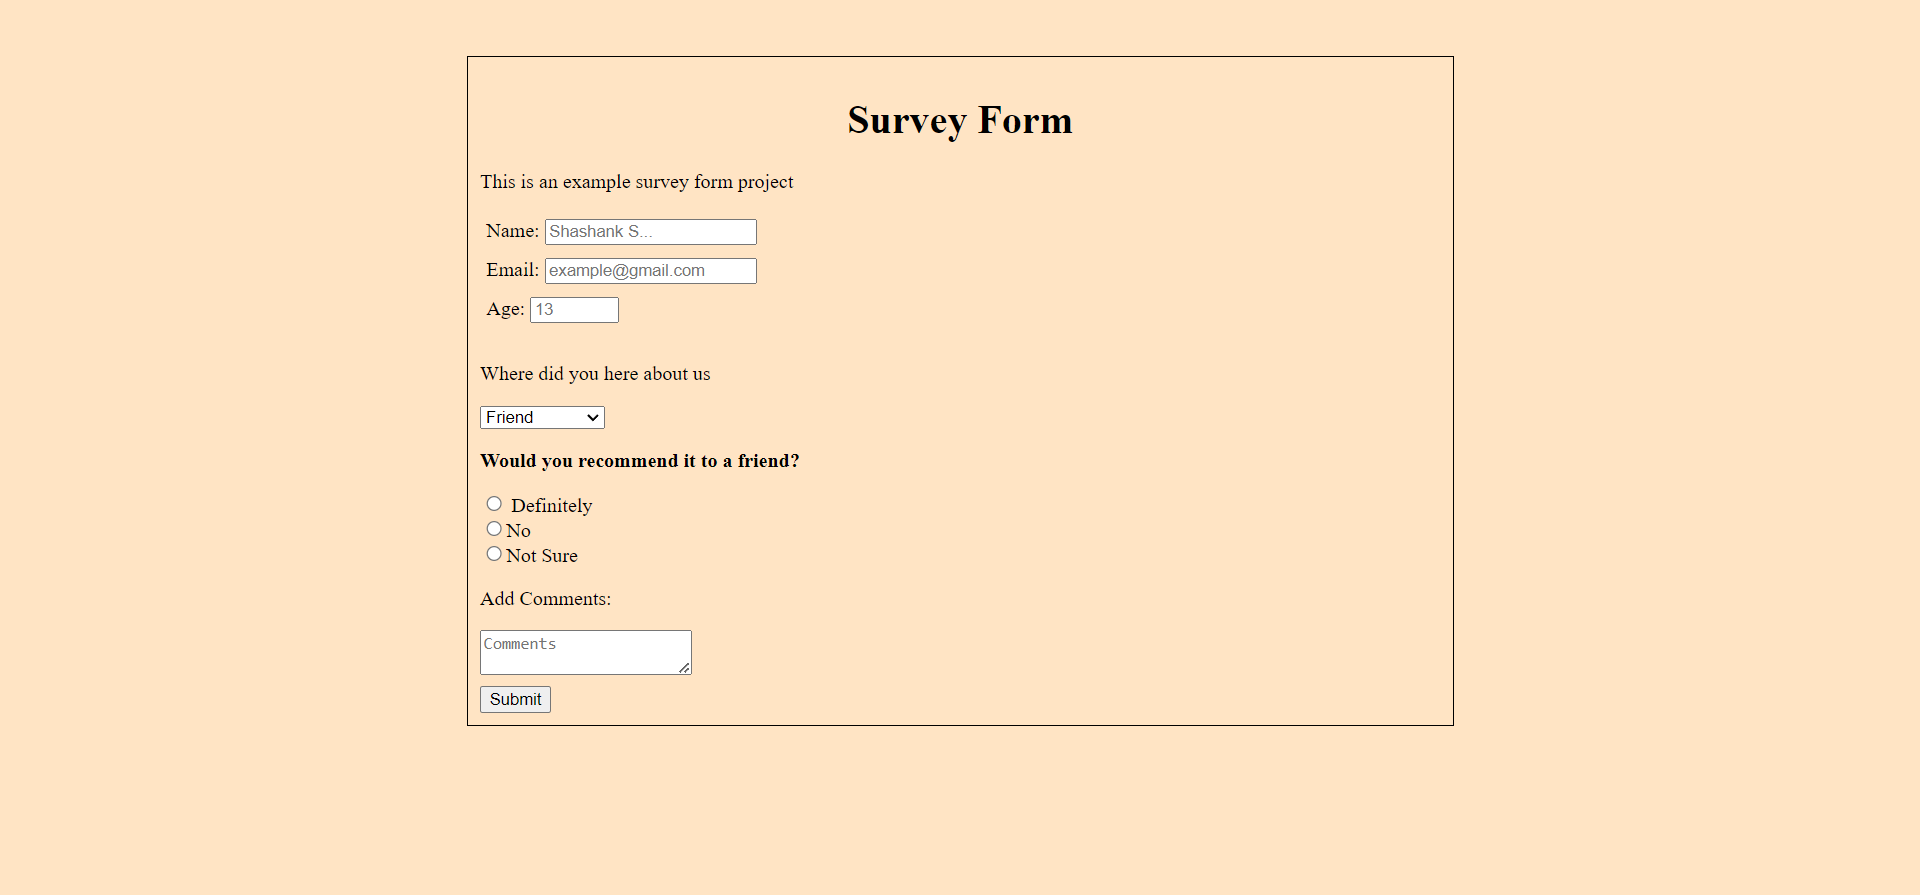 Survey Form
This is an example survey form project
Name: Shashank S...
Email: example@gmail.com
Age: 13
Where did you here about us
Friend
Would you recommend it to a friend?
Definitely
No
Not Sure
Add Comments:
Comments
Submit